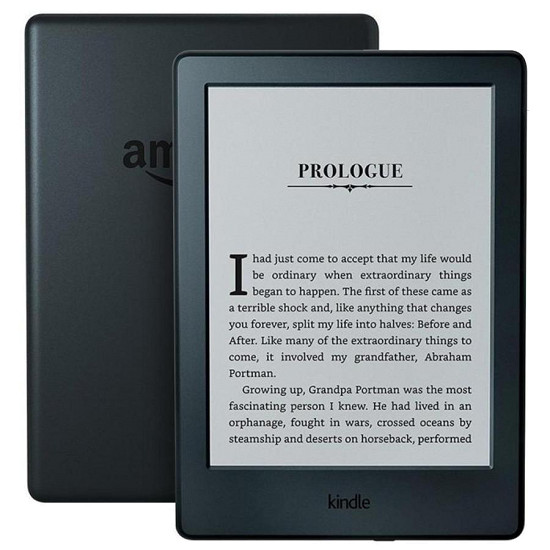 am
PROLOGUE
I had just come to accept that my life would
be ordinary when extraordinary things
began to happen. The first of these came as
a terrible shock and, like anything that changes
you forever, split my life into halves: Before and
After. Like many of the extraordinary things to
come, it involved my grandfather, Abraham
Portman.
Growing up, Grandpa Portman was the most
fascinating person I knew. He had lived in an
orphanage, fought in wars, crossed oceans by
steamship and deserts on horseback, performed
kindle